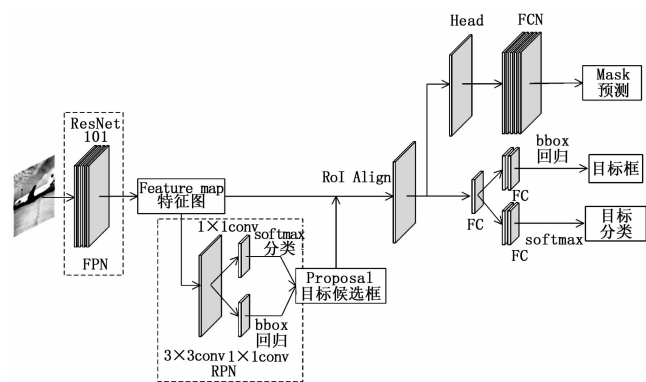 Head
FCN
Mask
预测
ResNet
101
bbox
回归
目标框
RoI Align
Feature map
特征图
FC
FC
目标
分类
softmax
FC
FPN
1×1conv
softmax
分类
Proposal
目标候选框
bbox
回归
3×3conv
1×1conv
RPN